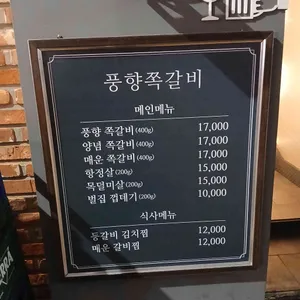 풍향쪽갈비
메인메뉴
풍향 쪽갈비 (400g) 17,000
양념 쪽갈비 (400g) 17,000
매운 쪽갈비 (400g) 17,000
항정살 (200g) 15,000
목덜미살 (200g) 15,000
벌집 껍데기 (200g) 10,000
식사메뉴
등갈비 김치찜 12,000
매운 갈비찜 12,000